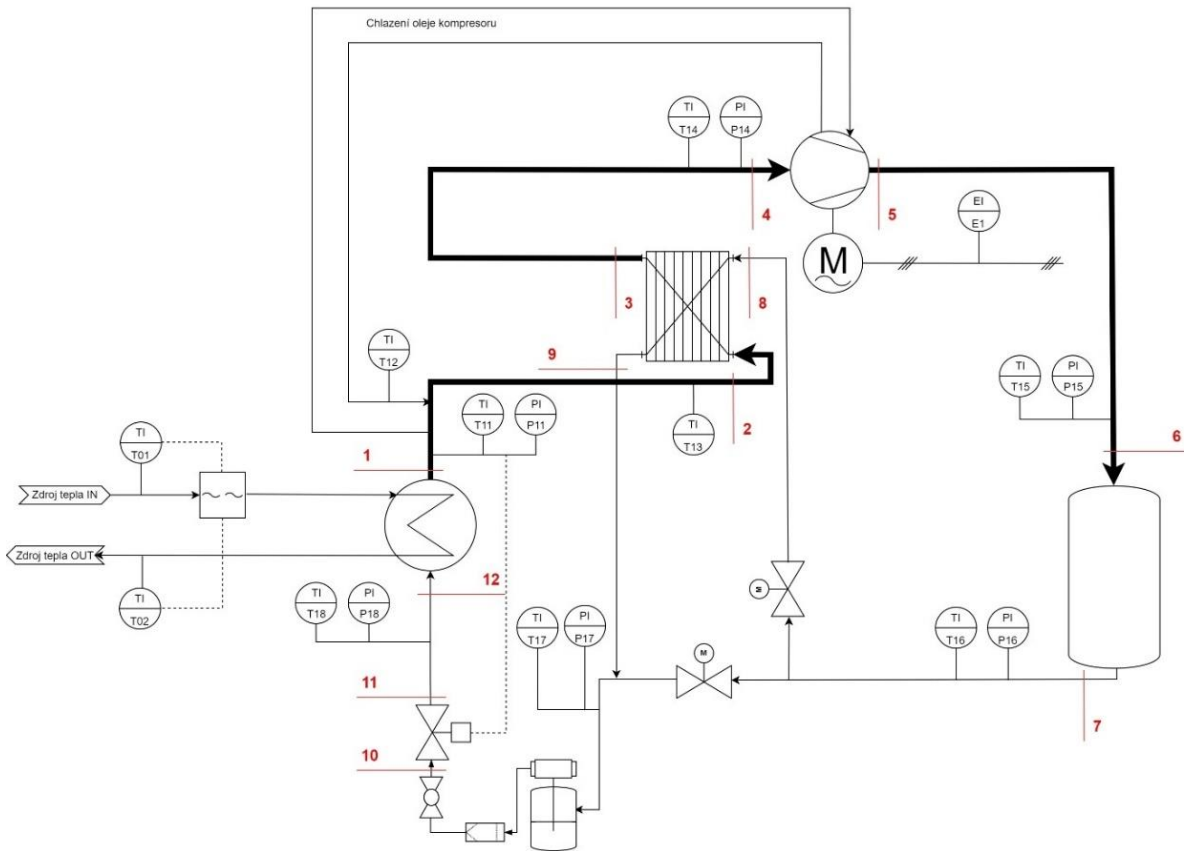 Chlazení oleje kompresoru
TI
T14
PI
P14
4
5
EI
E1
M
3
8
TI
T12
9
TI
T15
PI
P15
TI
T11
PI
P11
TI
T13
2
6
TI
T01
1
Zdroj tepla IN
Zdroj tepla OUT
12
TI
T02
TI
T18
PI
P18
M
TI
T17
PI
P17
TI
T16
PI
P16
M
11
7
10